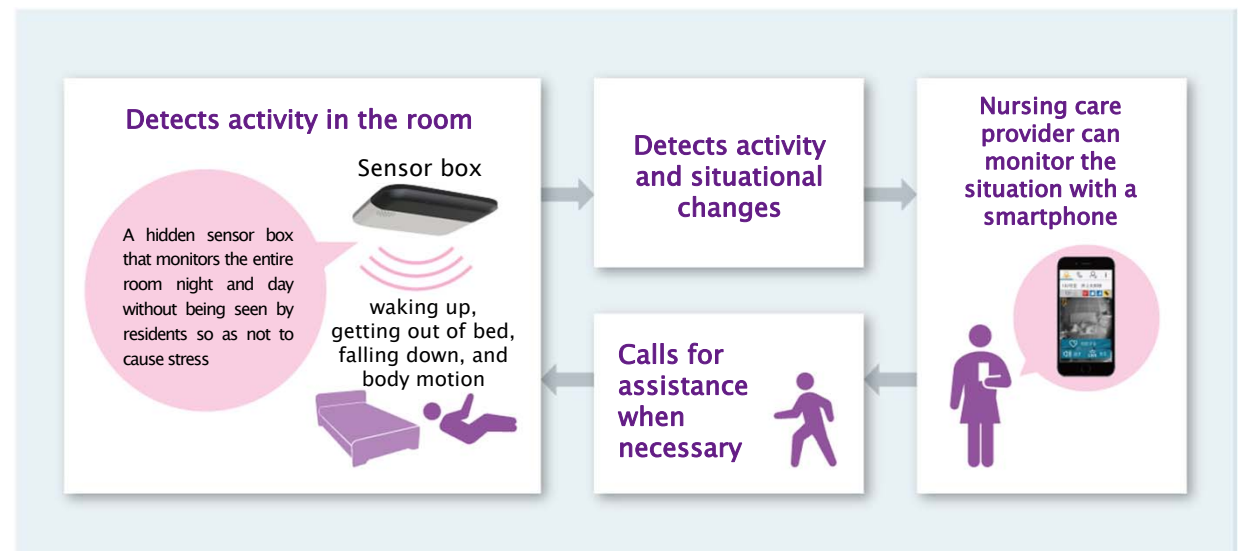 Detects activity in the room
Sensor box
A hidden sensor box
that monitors the entire
room night and day
without being seen by
residents so as not to
cause stress
waking up,
getting out of bed,
falling down, and
body motion
Detects activity
and situational
changes
Nursing care
provider can
monitor the
situation with a
smartphone
Calls for
assistance
when
necessary